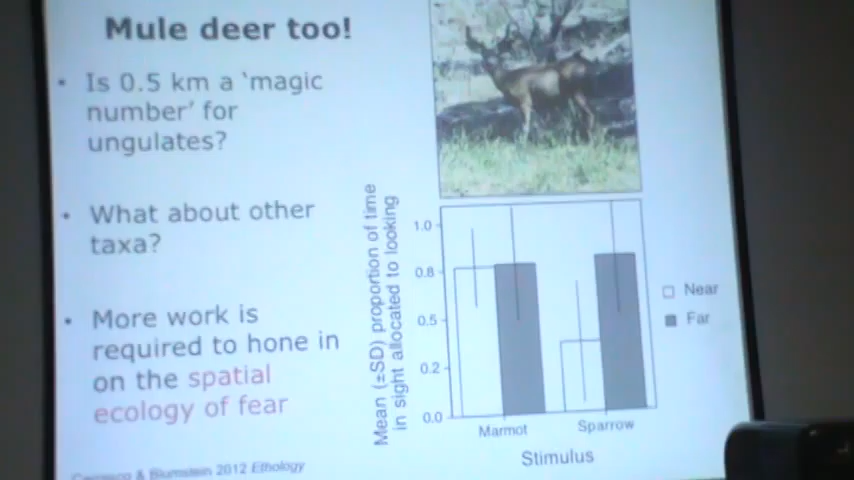 Mule deer too!
• Is 0.5 km a 'magic
number' for
ungulates?
• What about other
taxa?
• More work is
required to hone in
on the spatial
ecology of fear
& Blumstein 2012 Ethology
Mean (±SD) proportion of time
in sight allocated to looking
1.0
0.8
0.5
0.2
0.0
Marmot
Sparrow
Stimulus
Near
Far